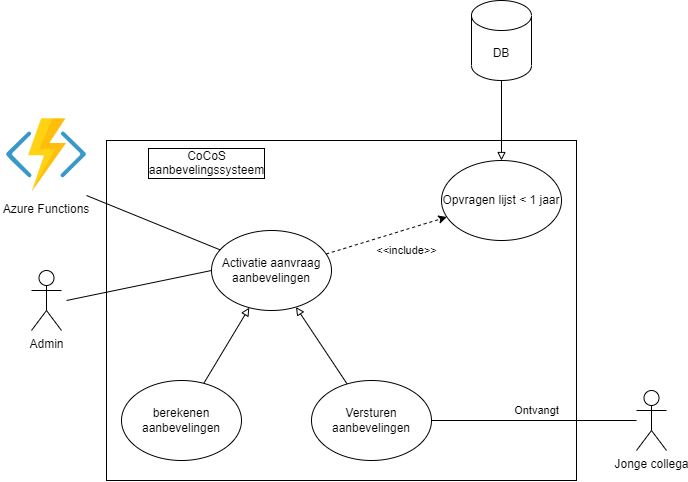 DB
CoCoS
aanbevelingssysteem
Opvragen lijst < 1 jaar
Azure Functions
<<include>>
Activatie aanvraag
aanbevelingen
Admin
berekenen
aanbevelingen
Versturen
aanbevelingen
Ontvangt
Jonge collega